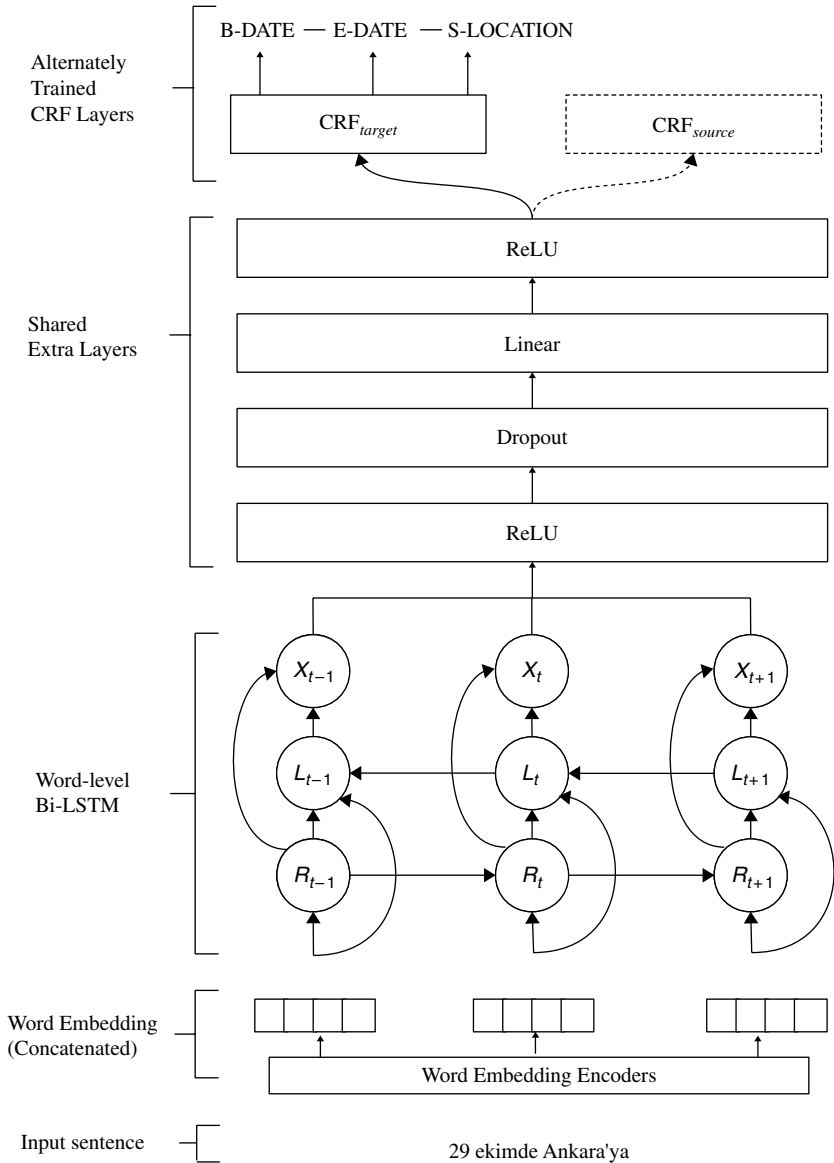 B-DATE — E-DATE — S-LOCATION
Alternately
Trained
CRF Layers
CRFtarget
CRFsource
ReLU
Shared
Extra Layers
Linear
Dropout
ReLU
Xt−1
Xt
Xt+1
Word-level
Bi-LSTM
Lt−1
Lt
Lt+1
Rt−1
Rt
Rt+1
Word Embedding
(Concatenated)
Word Embedding Encoders
Input sentence
29 ekimde Ankara'ya